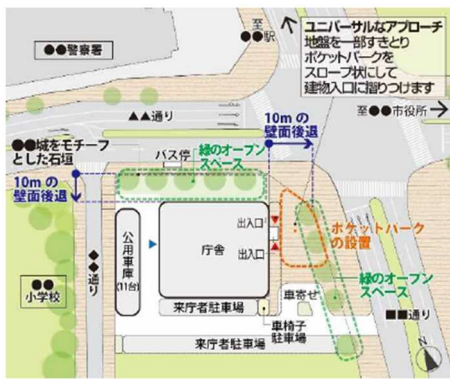 至
●●駅
ユニバーサルなアプローチ
地盤を一部すきとり
ポケットパークを
スロープ状にして
建物入口に摺りつけます
●●警察署
▲▲通り
至●●市役所
●●城をモチーフ
とした石垣
10mの
壁面後退
バス停
緑のオープン
スペース
10mの
壁面後退
公用車庫
(11台)
庁舎
出入口
出入口
ポケットパーク
の設置
◆◆通り
●●
小学校
緑のオープン
スペース
車寄せ
来庁者駐車場
車椅子
駐車場
■■通り
来庁者駐車場
N